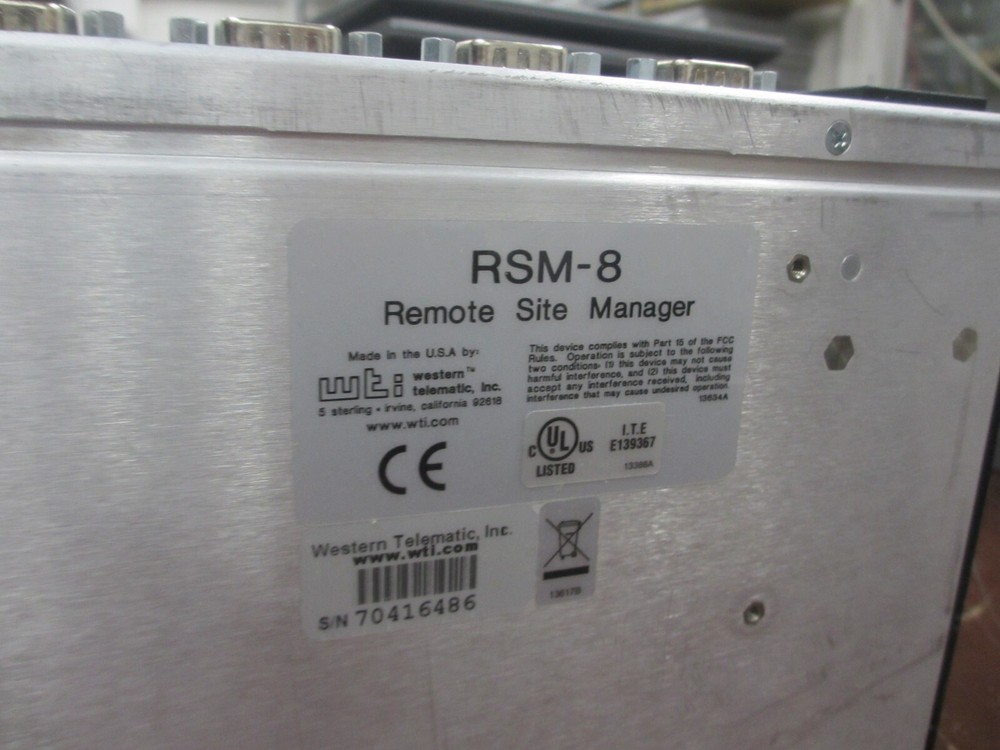 RSM-8
Remote Site Manager
Made in the U.S.A by:
wti western™
telematic, inc.
5 sterling • irvine, california 92618
www.wti.com
This device complies with Part 15 of the FCC
Rules. Operation is subject to the following
two conditions: (1) this device may not cause
harmful interference, and (2) this device must
accept any interference received, including
interference that may cause undesired operation.
13634A
CE
C UL US
LISTED
I.T.E
E139367
13388A
Western Telematic, Inc.
www.wti.com
S/N 70416486
13617B